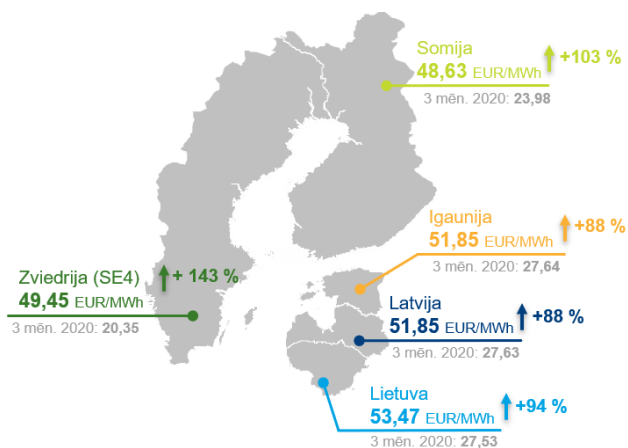 Somija
48,63 EUR/MWh +103 %
3 mēn. 2020: 23,98
Igaunija
51,85 EUR/MWh +88 %
3 mēn. 2020: 27,64
Zviedrija (SE4) + 143 %
49,45 EUR/MWh
3 mēn. 2020: 20,35
Latvija
51,85 EUR/MWh +88 %
3 mēn. 2020: 27,63
Lietuva
53,47 EUR/MWh +94 %
3 mēn. 2020: 27,53